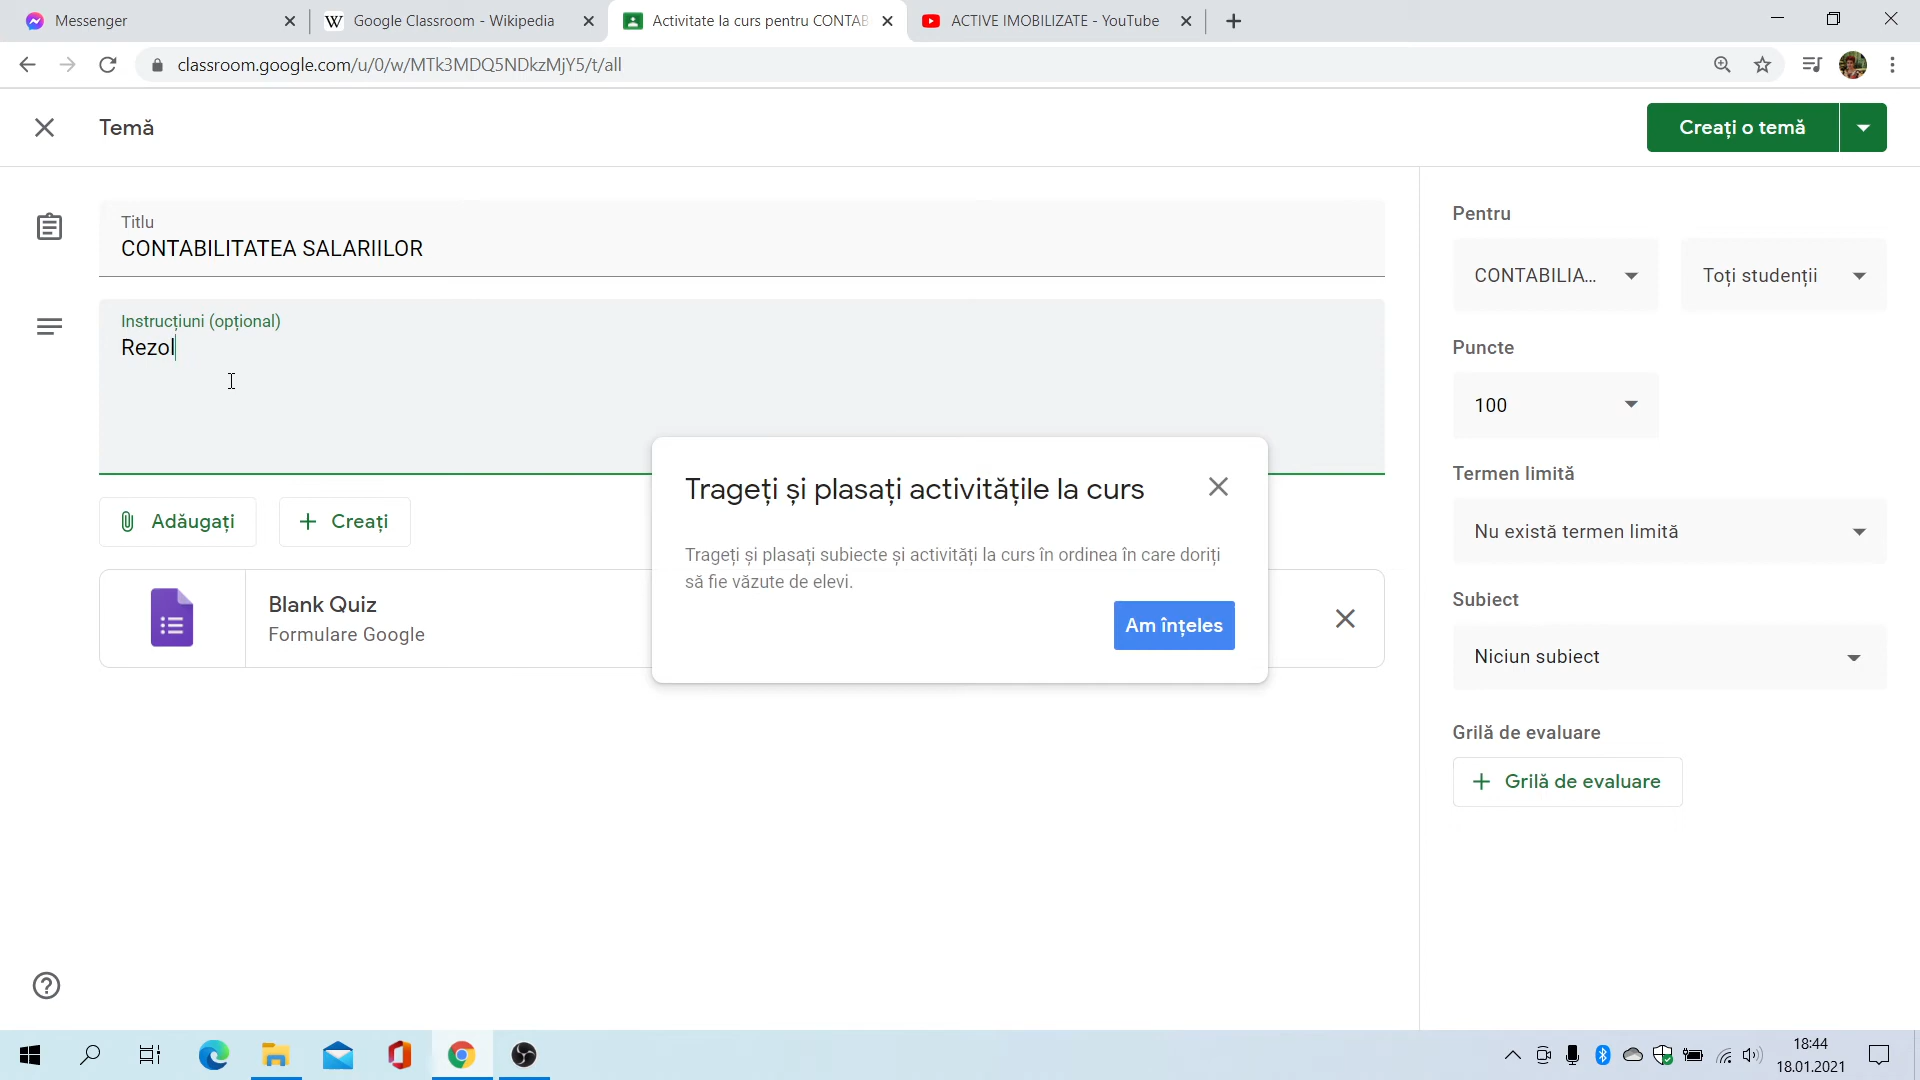 Messenger
Google Classroom - Wikipedia
Activitate la curs pentru CONTAB
ACTIVE IMOBILIZATE - YouTube
classroom.google.com/u/0/w/MTk3MDQ5NDkzMjY5/t/all
Temă
Creați o temă
Titlu
CONTABILITATEA SALARIILOR
Instrucțiuni (opțional)
Rezol
Adăugați
Creați
Blank Quiz
Formulare Google
Trageți și plasați activitățile la curs
Trageți și plasați subiecte și activități la curs în ordinea în care doriți
să fie văzute de elevi.
Am înțeles
Pentru
CONTABILIA...
Toți studenții
Puncte
100
Termen limită
Nu există termen limită
Subiect
Niciun subiect
Grilă de evaluare
Grilă de evaluare
18:44
18.01.2021